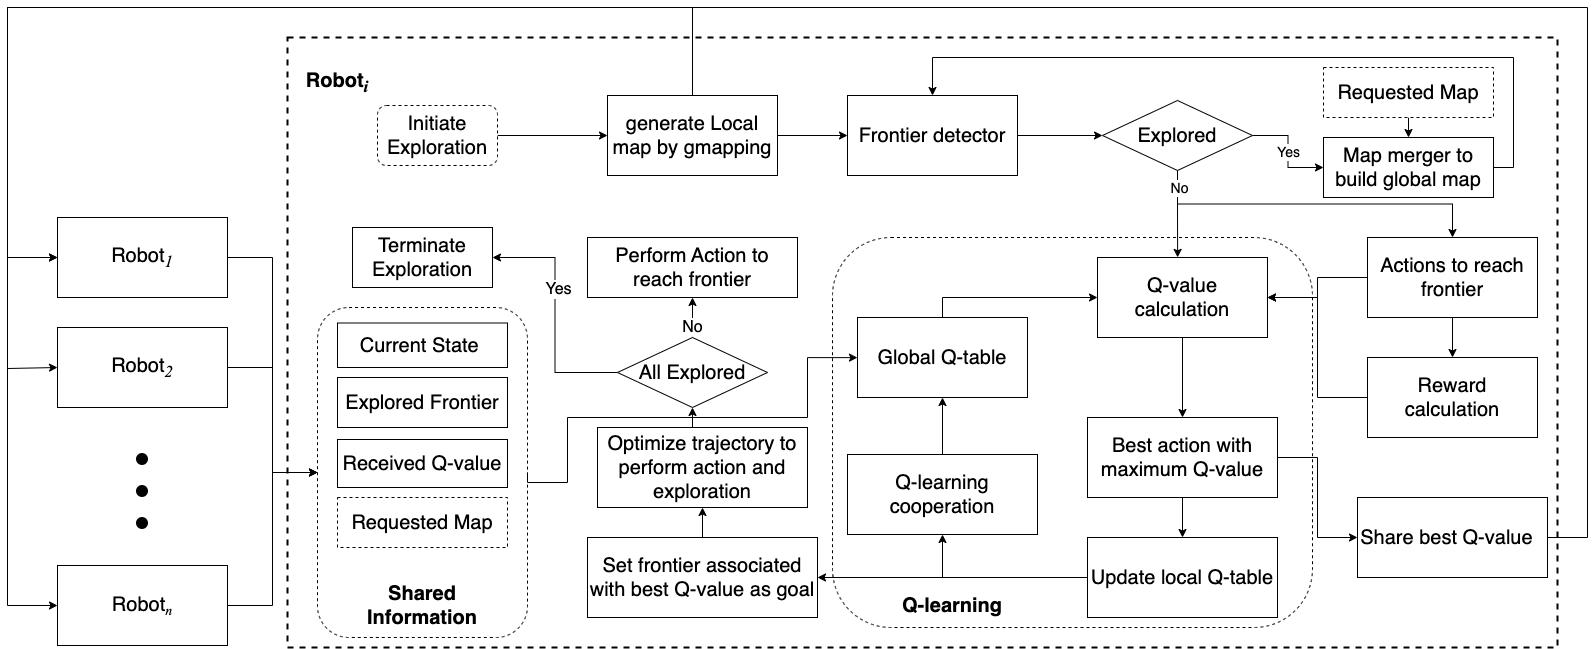 Robot i
Initiate
Exploration
generate Local
map by gmapping
Frontier detector
Explored
Yes
No
Requested Map
Map merger to
build global map
Robot 1
Robot 2
Robot n
Terminate
Exploration
Yes
Perform Action to
reach frontier
No
All Explored
Optimize trajectory to
perform action and
exploration
Set frontier associated
with best Q-value as goal
Current State
Explored Frontier
Received Q-value
Requested Map
Shared
Information
Global Q-table
Q-learning
cooperation
Q-learning
Q-value
calculation
Best action with
maximum Q-value
Update local Q-table
Actions to reach
frontier
Reward
calculation
Share best Q-value